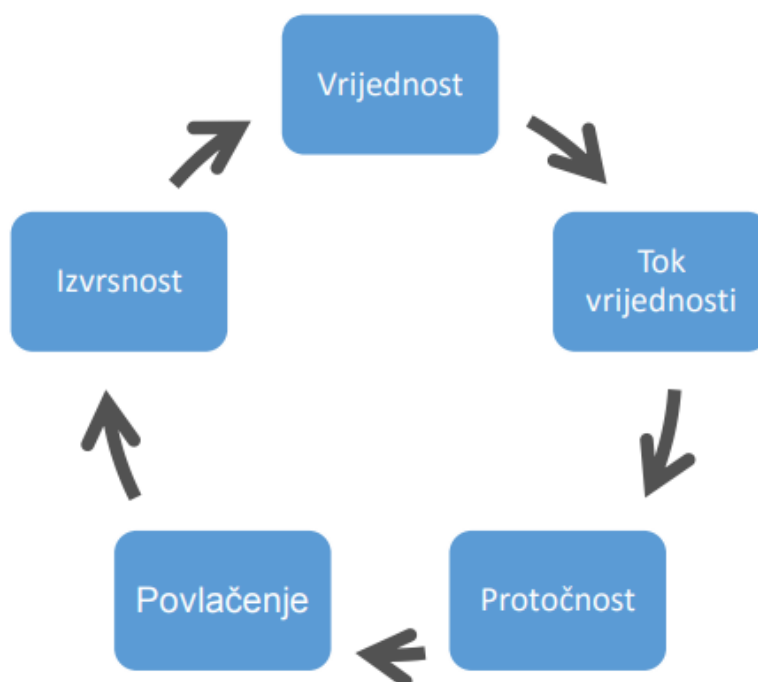 Vrijednost
Tok
vrijednosti
Protočnost
Povlačenje
Izvrsnost